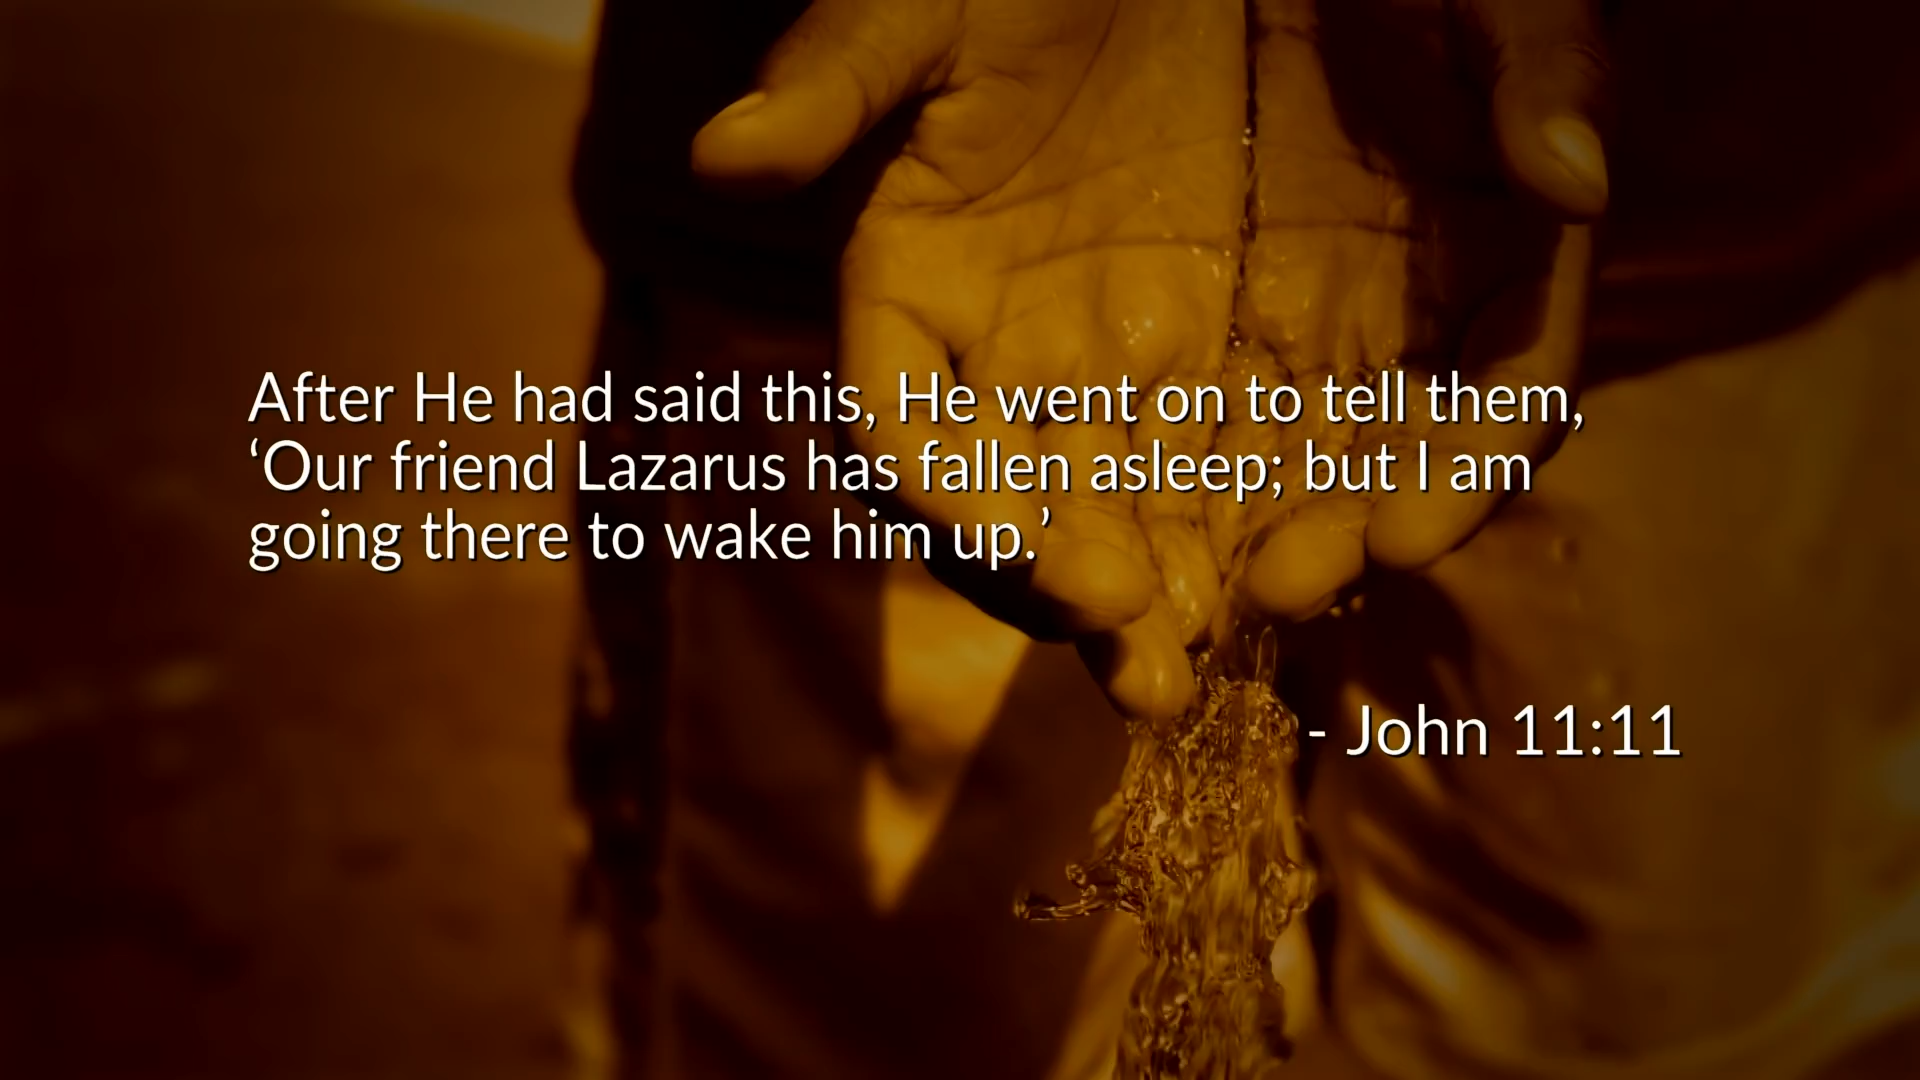 After He had said this, He went on to tell them,
‘Our friend Lazarus has fallen asleep; but I am
going there to wake him up.’
- John 11:11